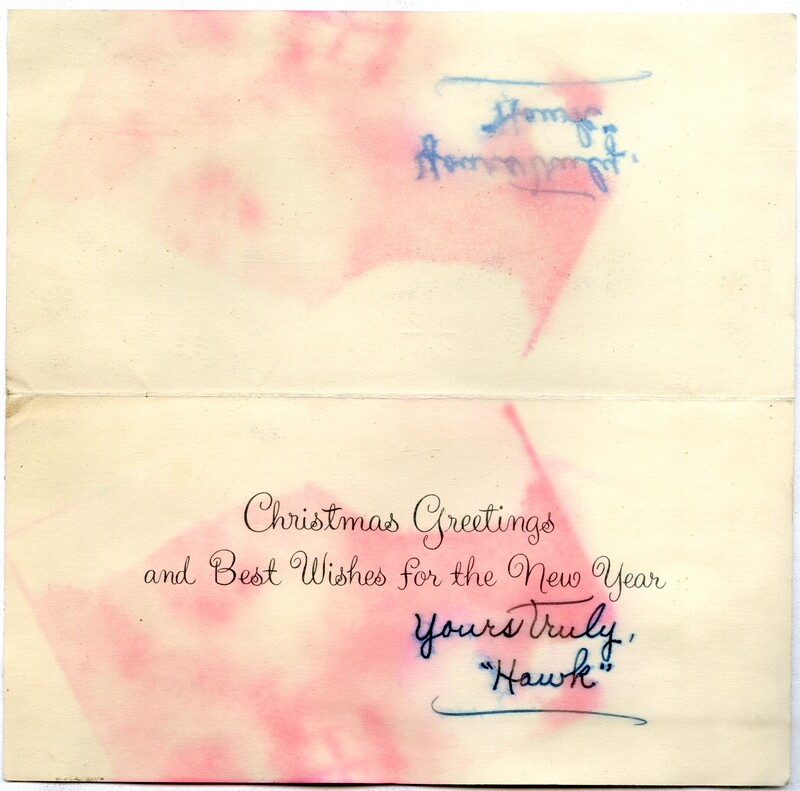 Christmas Greetings
and Best Wishes for the New Year
Yours Truly,
"Hawk"